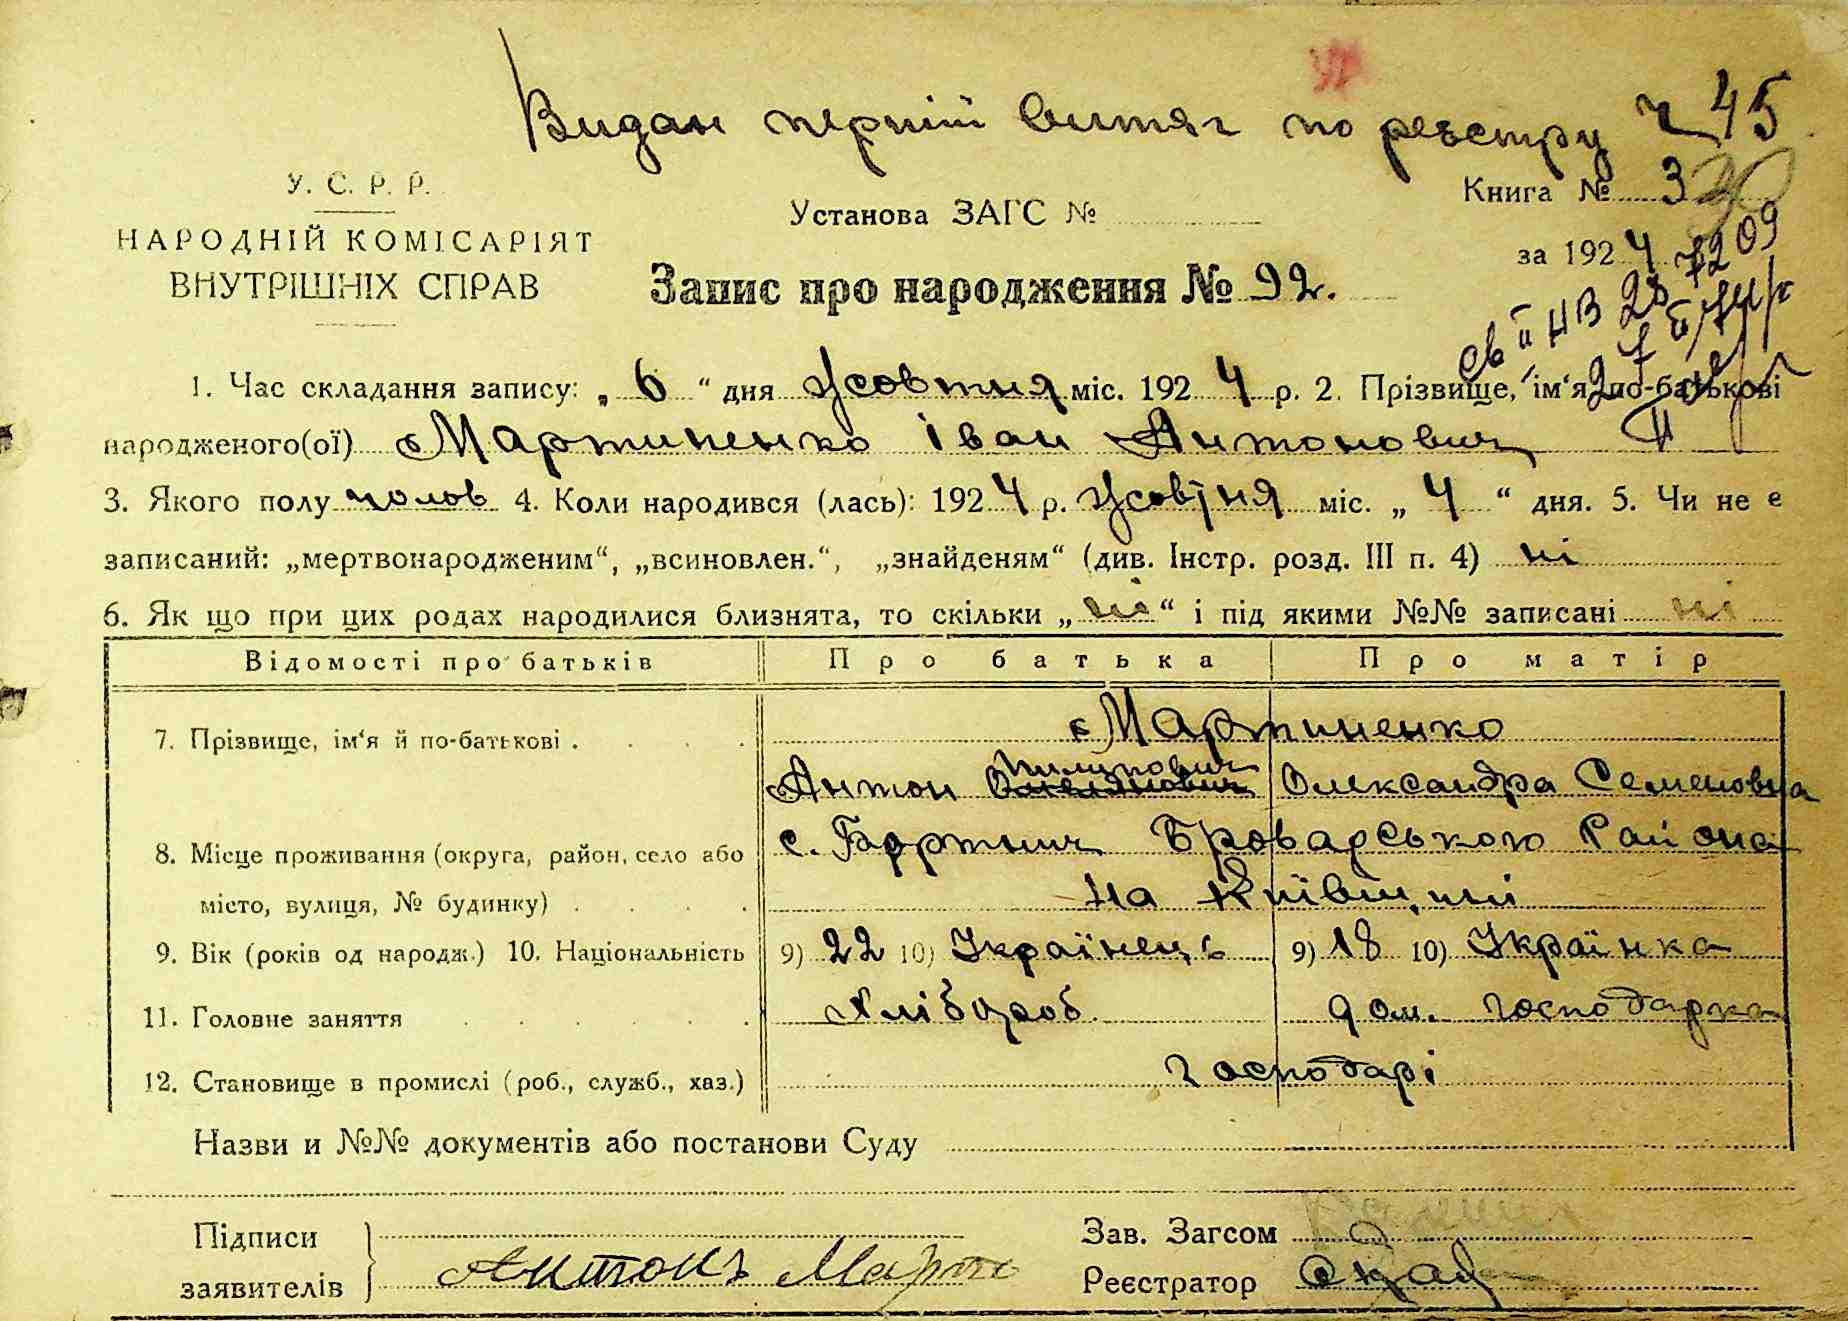 Видан перший витяг по реєстру ч 45
У. С. Р. Р.
НАРОДНІЙ КОМІСАРІЯТ
ВНУТРІШНІХ СПРАВ
Установа ЗАГС №
Книга № 3
за 1924
Запис про народження № 92.
1. Час складання запису: „ 6 “ дня жовтня міс. 1924 р. 2. Прізвище, ім‘я по-батькові
народженого(ої) Мартиненко Іван Антонович
3. Якого полу чолов 4. Коли народився (лась): 1924 р. жовтня міс. „ 4 “ дня. 5. Чи не є
записаний: „мертвонародженим“, „всиновлен.“, „знайденям“ (див. Інстр. розд. III п. 4) ні
6. Як що при цих родах народилися близнята, то скільки „ ні “ і під якими №№ записані ні
Відомості про батьків Про батька Про матір
7. Прізвище, ім‘я й по-батькові . Мартиненко
Пилипович
Антон Олександра Семеновна
8. Місце проживання (округа, район, село або с. Броварського Району
місто, вулиця, № будинку) на Київщині
9. Вік (років од народж.) 10. Національність 9) 22 10) Українець 9) 18 10) Українка
11. Головне заняття Хлібороб дом. господарка
12. Становище в промислі (роб., служб., хаз.) господарі
Назви и №№ документів або постанови Суду
Підписи Зав. Загсом
заявителів Антонъ Март Реєстратор